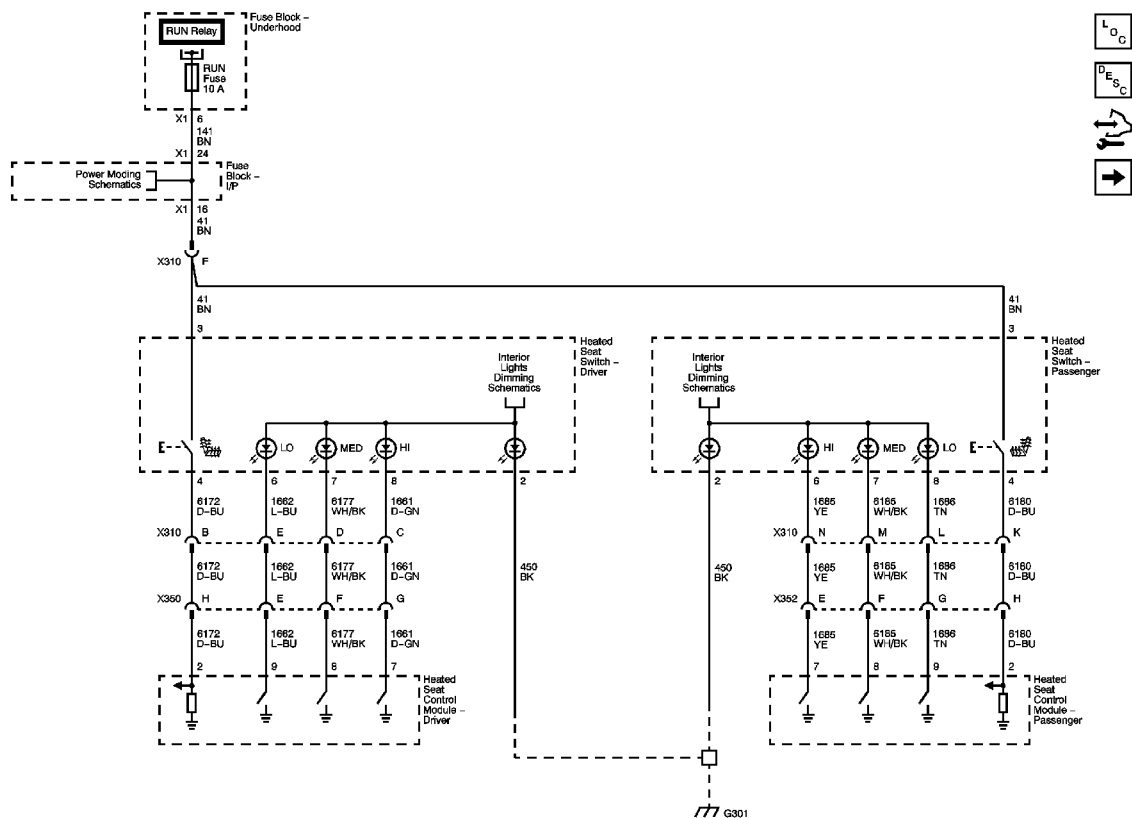 Fuse Block –
Underhood
RUN Relay
RUN
Fuse
10 A
X1 6
141
BN
X1 24
Fuse
Block –
I/P
Power Moding
Schematics
X1 16
41
BN
X310 F
41
BN
3
41
BN
3
Heated
Seat
Switch –
Driver
Interior
Lights
Dimming
Schematics
Interior
Lights
Dimming
Schematics
Heated
Seat
Switch –
Passenger
E LO MED HI
HI MED LO E
4 6 7 8 2
2 6 7 8 4
6172
D–BU
1662
L–BU
6177
WH/BK
1661
D–GN
1685
YE
6185
WH/BK
1686
TN
6180
D–BU
X310 B E D C
X310 N M L K
6172
D–BU
1662
L–BU
6177
WH/BK
1661
D–GN
450
BK
450
BK
1685
YE
6185
WH/BK
1686
TN
6180
D–BU
X350 H E F G
X352 E F G H
6172
D–BU
1662
L–BU
6177
WH/BK
1661
D–GN
1685
YE
6185
WH/BK
1686
TN
6180
D–BU
2 9 8 7
7 8 9 2
Heated
Seat
Control
Module –
Driver
Heated
Seat
Control
Module –
Passenger
G301
LOC
DESC